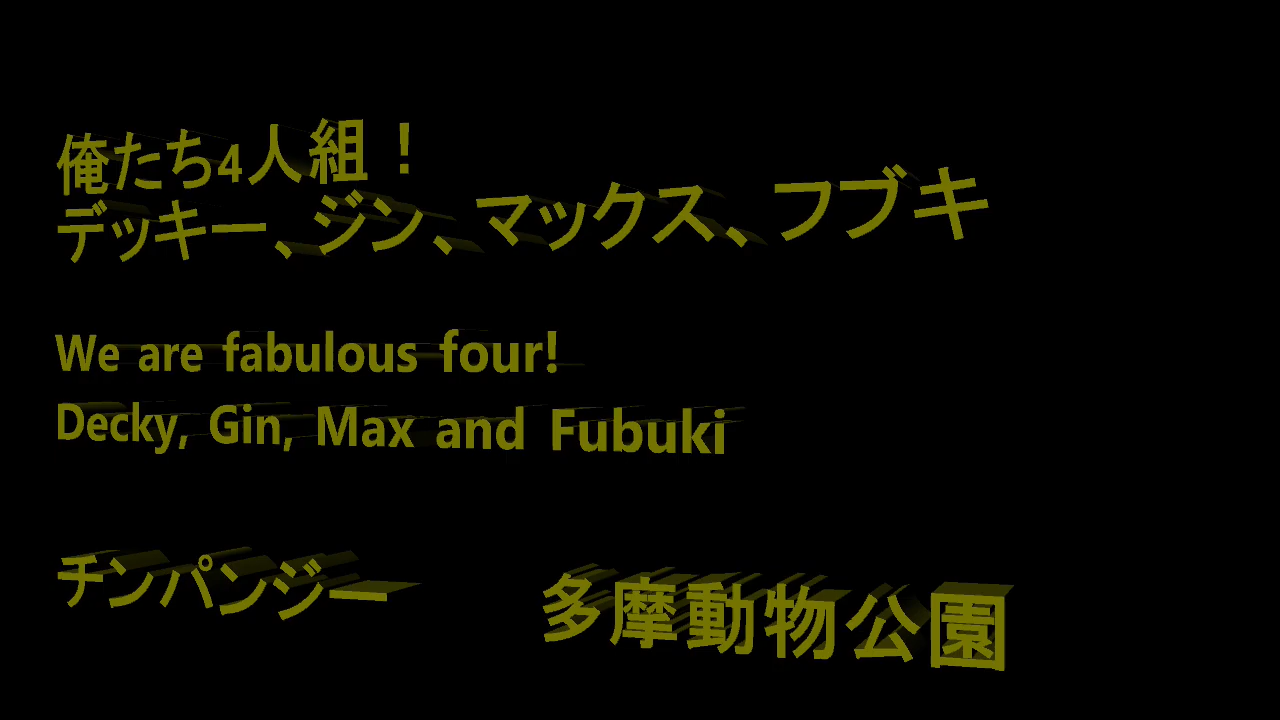 俺たち4人組！
デッキー、ジン、マックス、フブキ
We are fabulous four!
Decky, Gin, Max and Fubuki
チンパンジー 多摩動物公園